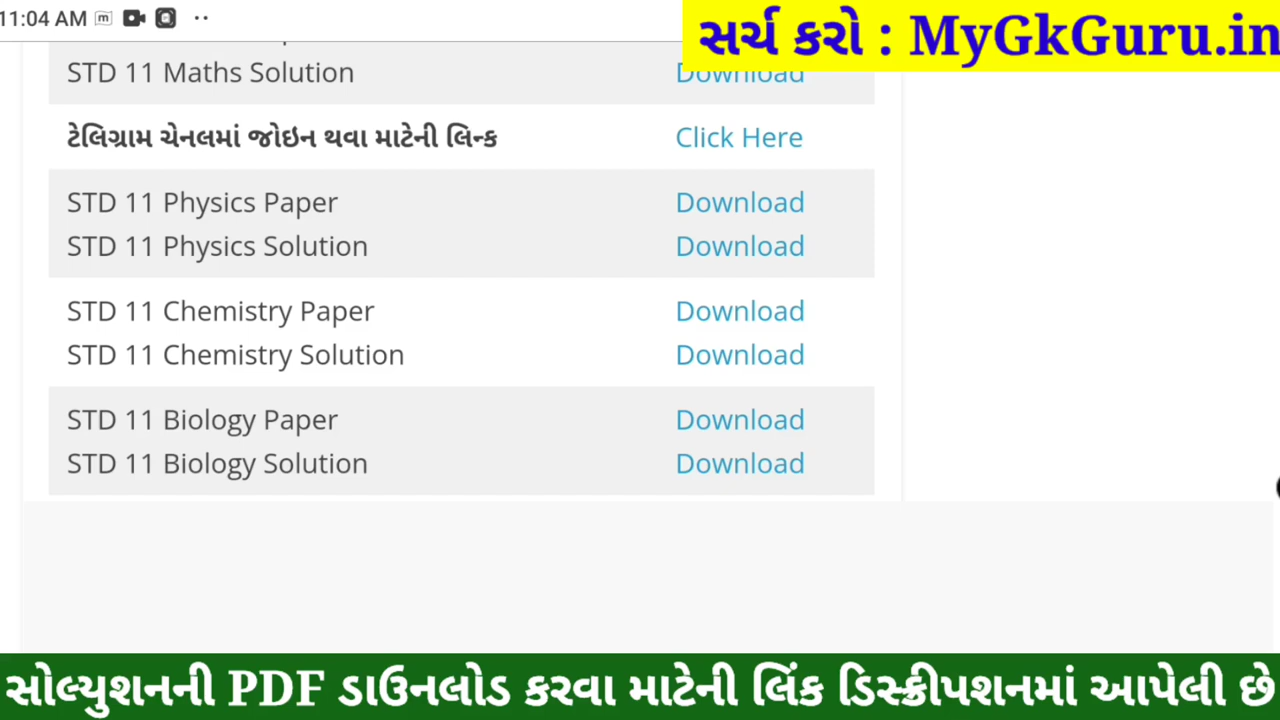 11:04 AM
સર્ચ કરો : MyGkGuru.in
STD 11 Maths Solution Download
ટેલિગ્રામ ચેનલમાં જોઇન થવા માટેની લિન્ક Click Here
STD 11 Physics Paper Download
STD 11 Physics Solution Download
STD 11 Chemistry Paper Download
STD 11 Chemistry Solution Download
STD 11 Biology Paper Download
STD 11 Biology Solution Download
સોલ્યુશનની PDF ડાઉનલોડ કરવા માટેની લિંક ડિસ્ક્રીપશનમાં આપેલી છે